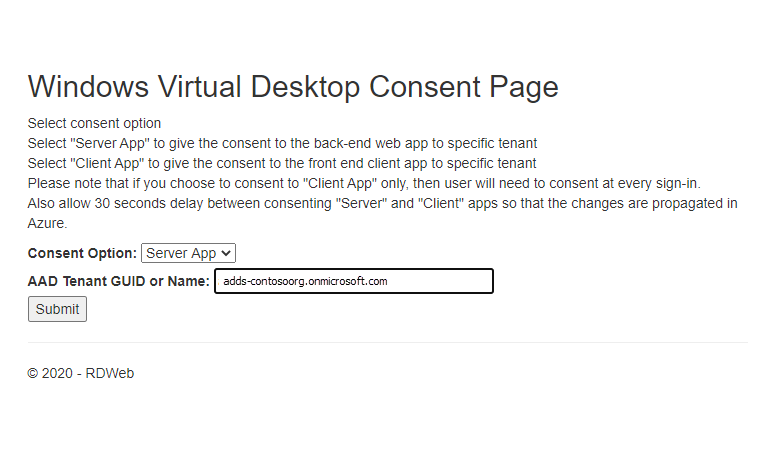 Windows Virtual Desktop Consent Page
Select consent option
Select "Server App" to give the consent to the back-end web app to specific tenant
Select "Client App" to give the consent to the front end client app to specific tenant
Please note that if you choose to consent to "Client App" only, then user will need to consent at every sign-in.
Also allow 30 seconds delay between consenting "Server" and "Client" apps so that the changes are propagated in
Azure.
Consent Option: Server App
AAD Tenant GUID or Name: adds-contosoorg.onmicrosoft.com
Submit
© 2020 - RDWeb